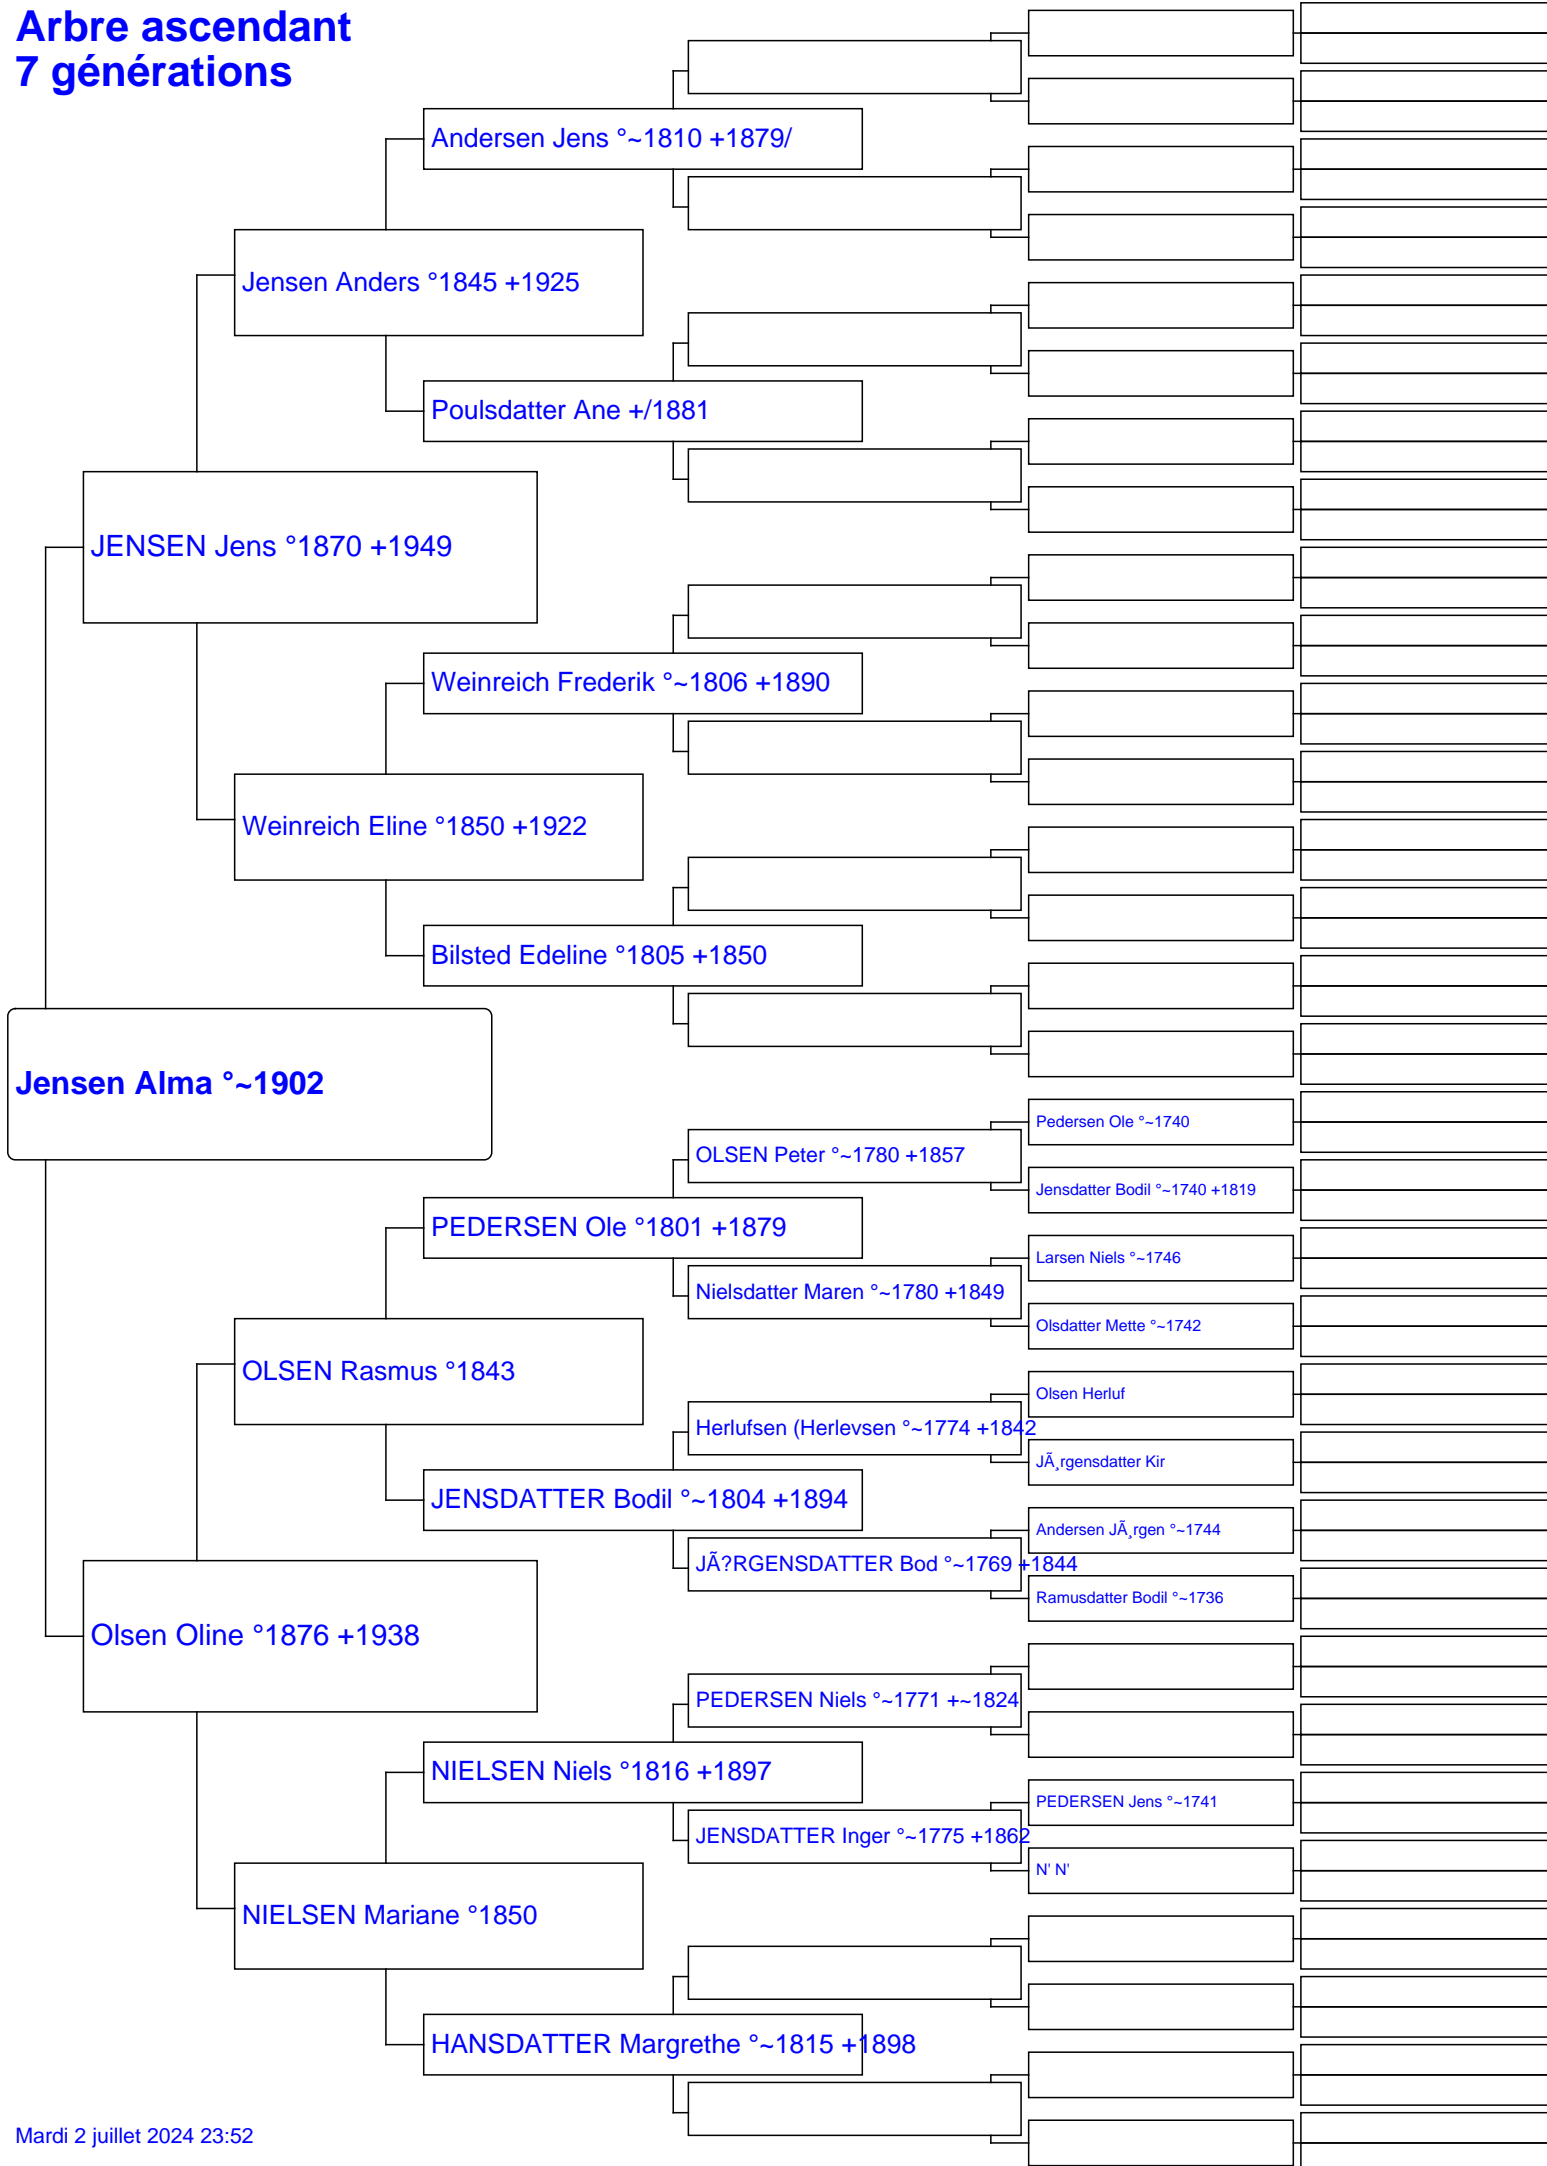 Arbre ascendant
7 générations
Andersen Jens °~1810 +1879/
Jensen Anders °1845 +1925
Poulsdatter Ane +/1881
JENSEN Jens °1870 +1949
Weinreich Frederik °~1806 +1890
Weinreich Eline °1850 +1922
Bilsted Edeline °1805 +1850
Jensen Alma °~1902
Pedersen Ole °~1740
OLSEN Peter °~1780 +1857
Jensdatter Bodil °~1740 +1819
PEDERSEN Ole °1801 +1879
Larsen Niels °~1746
Nielsdatter Maren °~1780 +1849
Olsdatter Mette °~1742
OLSEN Rasmus °1843
Olsen Herluf
Herlufsen (Herlevsen °~1774 +1842
JÃ¸rgensdatter Kir
JENSDATTER Bodil °~1804 +1894
Andersen JÃ¸rgen °~1744
JÃ?RGENSDATTER Bod °~1769 +1844
Ramusdatter Bodil °~1736
Olsen Oline °1876 +1938
PEDERSEN Niels °~1771 +~1824
NIELSEN Niels °1816 +1897
PEDERSEN Jens °~1741
JENSDATTER Inger °~1775 +1862
N' N'
NIELSEN Mariane °1850
HANSDATTER Margrethe °~1815 +1898
Mardi 2 juillet 2024 23:52